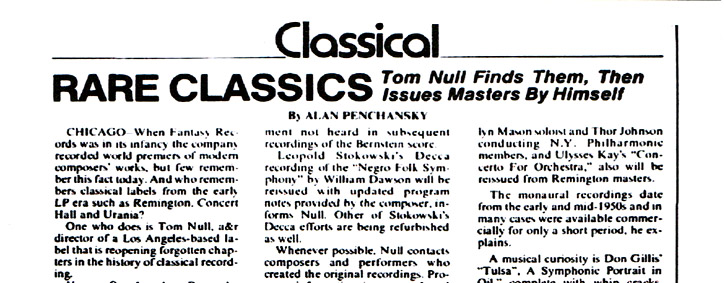 Classical
RARE CLASSICS
Tom Null Finds Them, Then
Issues Masters By Himself
By ALAN PENCHANSKY
CHICAGO—When Fantasy Rec-
ords was in its infancy the company
recorded world premiers of modern
composers' works, but few remem-
ber this fact today. And who remem-
bers classical labels from the early
LP era such as Remington, Concert
Hall and Urania?
One who does is Tom Null, a&r
director of a Los Angeles-based la-
bel that is reopening forgotten chap-
ters in the history of classical record-
ing.
ment not heard in subsequent
recordings of the Bernstein score.
Leopold Stokowski's Decca
recording of the "Negro Folk Sym-
phony" by William Dawson will be
reissued with updated program
notes provided by the composer, in-
forms Null. Other of Stokowski's
Decca efforts are being refurbished
as well.
Whenever possible, Null contacts
composers and performers who
created the original recordings. Pro-
lyn Mason soloist and Thor Johnson
conducting N.Y. Philharmonic
members, and Ulysses Kay's "Con-
certo For Orchestra," also will be
reissued from Remington masters.
The monaural recordings date
from the early and mid-1950s and in
many cases were available commer-
cially for only a short period, he ex-
plains.
A musical curiosity is Don Gillis'
"Tulsa", A Symphonic Portrait in
Oil," complete with whip cracks,